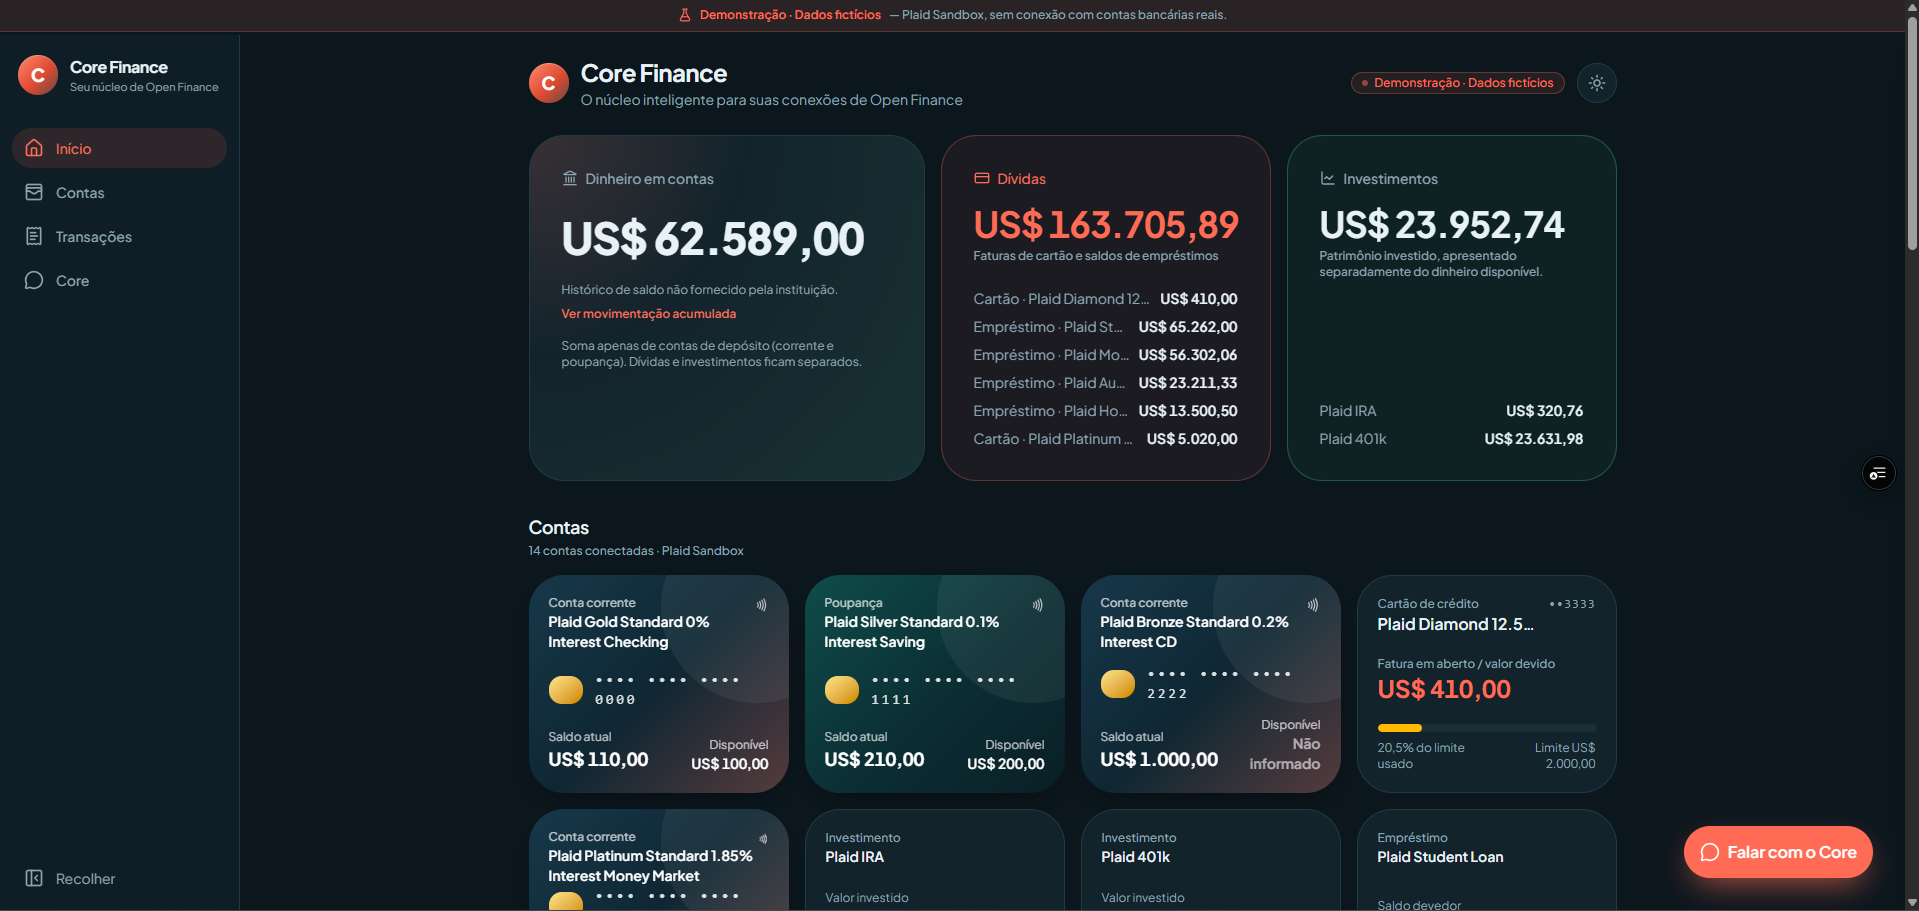 Demonstração · Dados fictícios — Plaid Sandbox, sem conexão com contas bancárias reais.
C
Core Finance
Seu núcleo de Open Finance
Início
Contas
Transações
Core
Recolher
C
Core Finance
O núcleo inteligente para suas conexões de Open Finance
Demonstração · Dados fictícios
Dinheiro em contas
US$ 62.589,00
Histórico de saldo não fornecido pela instituição.
Ver movimentação acumulada
Soma apenas de contas de depósito (corrente e
poupança). Dívidas e investimentos ficam separados.
Dívidas
US$ 163.705,89
Faturas de cartão e saldos de empréstimos
Cartão · Plaid Diamond 12... US$ 410,00
Empréstimo · Plaid St... US$ 65.262,00
Empréstimo · Plaid Mo... US$ 56.302,06
Empréstimo · Plaid Au... US$ 23.211,33
Empréstimo · Plaid Ho... US$ 13.500,50
Cartão · Plaid Platinum ... US$ 5.020,00
Investimentos
US$ 23.952,74
Patrimônio investido, apresentado
separadamente do dinheiro disponível.
Plaid IRA US$ 320,76
Plaid 401k US$ 23.631,98
Contas
14 contas conectadas · Plaid Sandbox
Conta corrente
Plaid Gold Standard 0%
Interest Checking
•••• •••• ••••
0000
Saldo atual
US$ 110,00
Disponível
US$ 100,00
Poupança
Plaid Silver Standard 0.1%
Interest Saving
•••• •••• ••••
1111
Saldo atual
US$ 210,00
Disponível
US$ 200,00
Conta corrente
Plaid Bronze Standard 0.2%
Interest CD
•••• •••• ••••
2222
Saldo atual
US$ 1.000,00
Disponível
Não
informado
Cartão de crédito ••3333
Plaid Diamond 12.5...
Fatura em aberto / valor devido
US$ 410,00
20,5% do limite
usado
Limite US$
2.000,00
Conta corrente
Plaid Platinum Standard 1.85%
Interest Money Market
•••• •••• ••••
Investimento
Plaid IRA
Valor investido
Investimento
Plaid 401k
Valor investido
Empréstimo
Plaid Student Loan
Saldo devedor
Falar com o Core